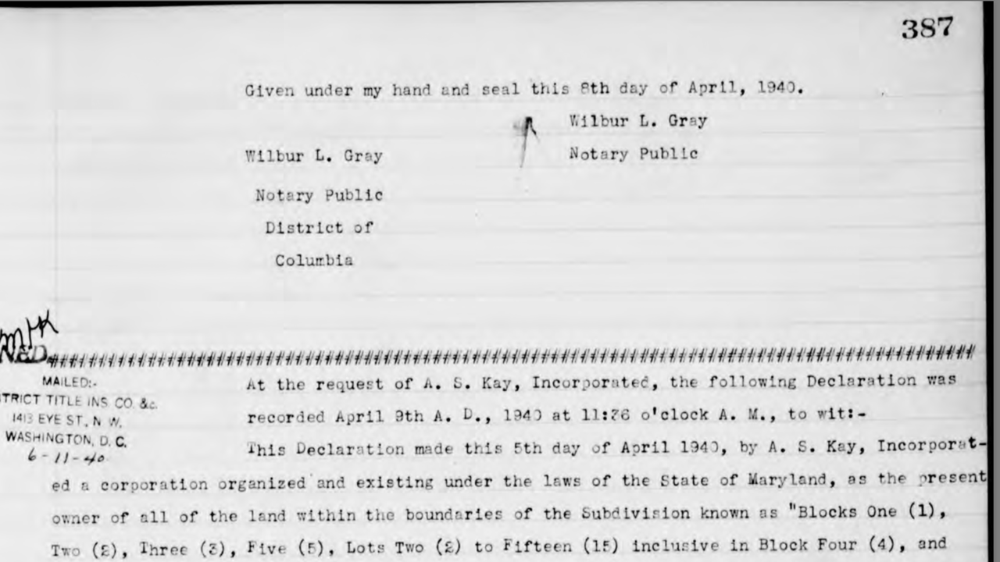 387
Given under my hand and seal this 8th day of April, 1940.
Wilbur L. Gray
Notary Public
Wilbur L. Gray
Notary Public
District of
Columbia
MHK
#################################################################################
MAILED:-
TRICT TITLE INS. CO. &c.
1413 EYE ST., N. W.
WASHINGTON, D. C.
6-11-40
At the request of A. S. Kay, Incorporated, the following Declaration was
recorded April 9th A. D., 1940 at o'clock A. M., to wit:-
This Declaration made this 5th day of April 1940, by A. S. Kay, Incorporat-
ed a corporation organized and existing under the laws of the State of Maryland, as the present
owner of all of the land within the boundaries of the Subdivision known as "Blocks One (1),
Two (2), Three (3), Five (5), Lots Two (2) to Fifteen (15) inclusive in Block Four (4), and